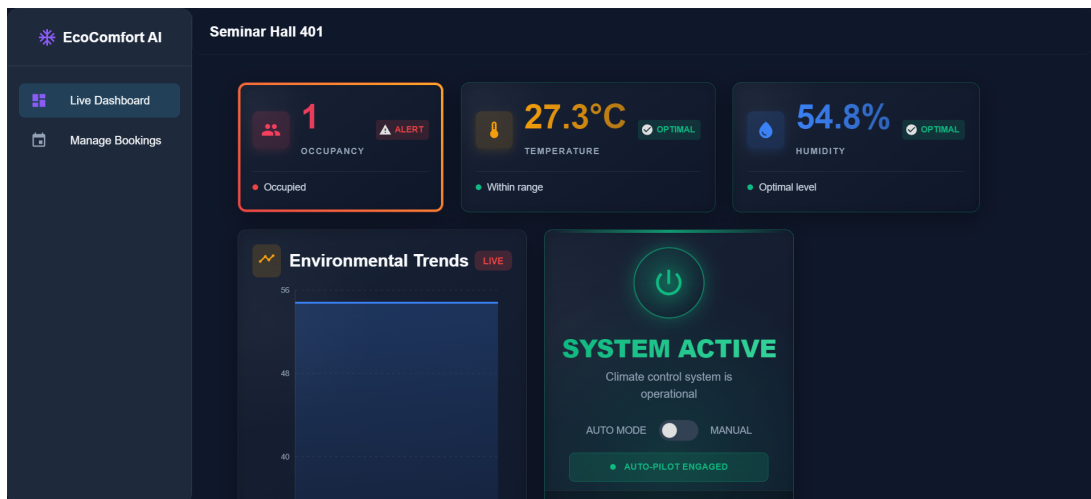 EcoComfort AI
Seminar Hall 401
Live Dashboard
Manage Bookings
1
ALERT
OCCUPANCY
Occupied
27.3°C
OPTIMAL
TEMPERATURE
Within range
54.8%
OPTIMAL
HUMIDITY
Optimal level
Environmental Trends LIVE
56
48
40
SYSTEM ACTIVE
Climate control system is
operational
AUTO MODE MANUAL
AUTO-PILOT ENGAGED